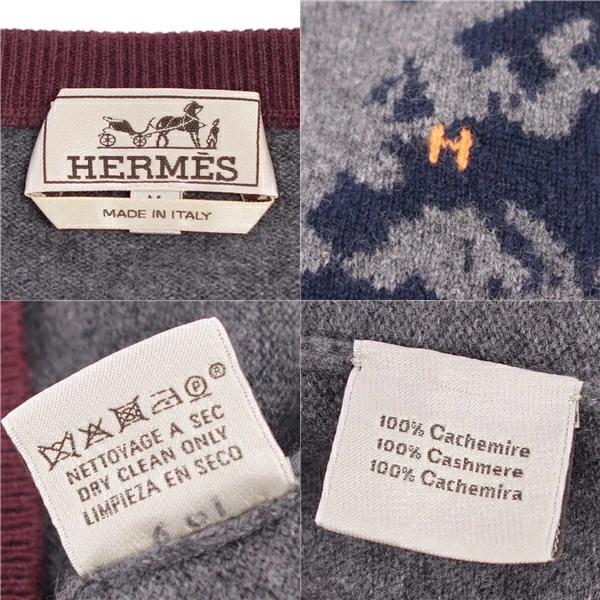 HERMÈS
M
MADE IN ITALY
H
P
NETTOYAGE A SEC
DRY CLEAN ONLY
LIMPIEZA EN SECO
100% Cachemire
100% Cashmere
100% Cachemira